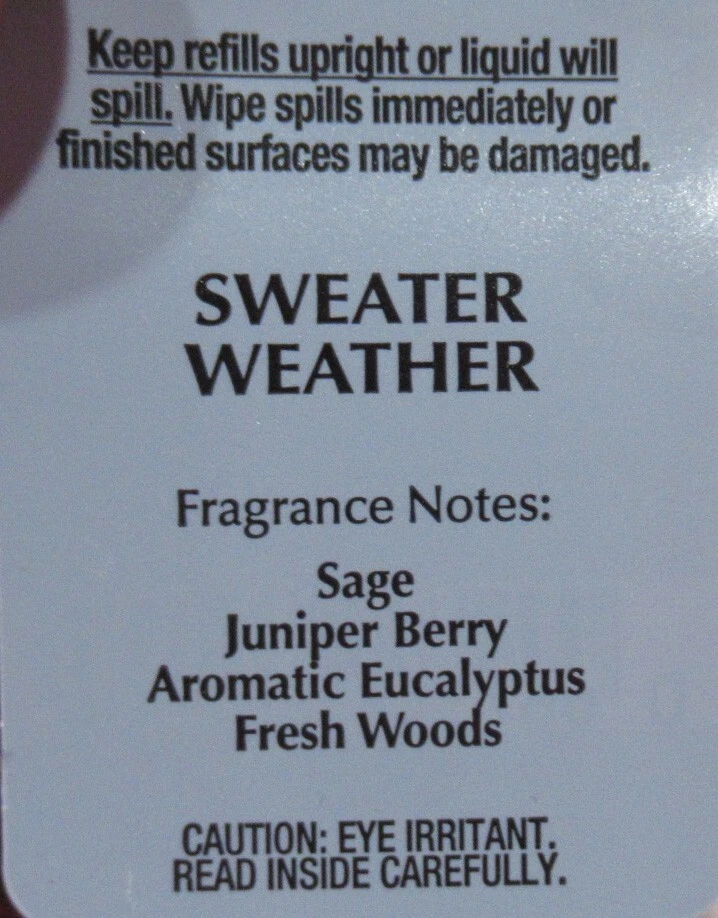 Keep refills upright or liquid will
spill. Wipe spills immediately or
finished surfaces may be damaged.
SWEATER
WEATHER
Fragrance Notes:
Sage
Juniper Berry
Aromatic Eucalyptus
Fresh Woods
CAUTION: EYE IRRITANT.
READ INSIDE CAREFULLY.